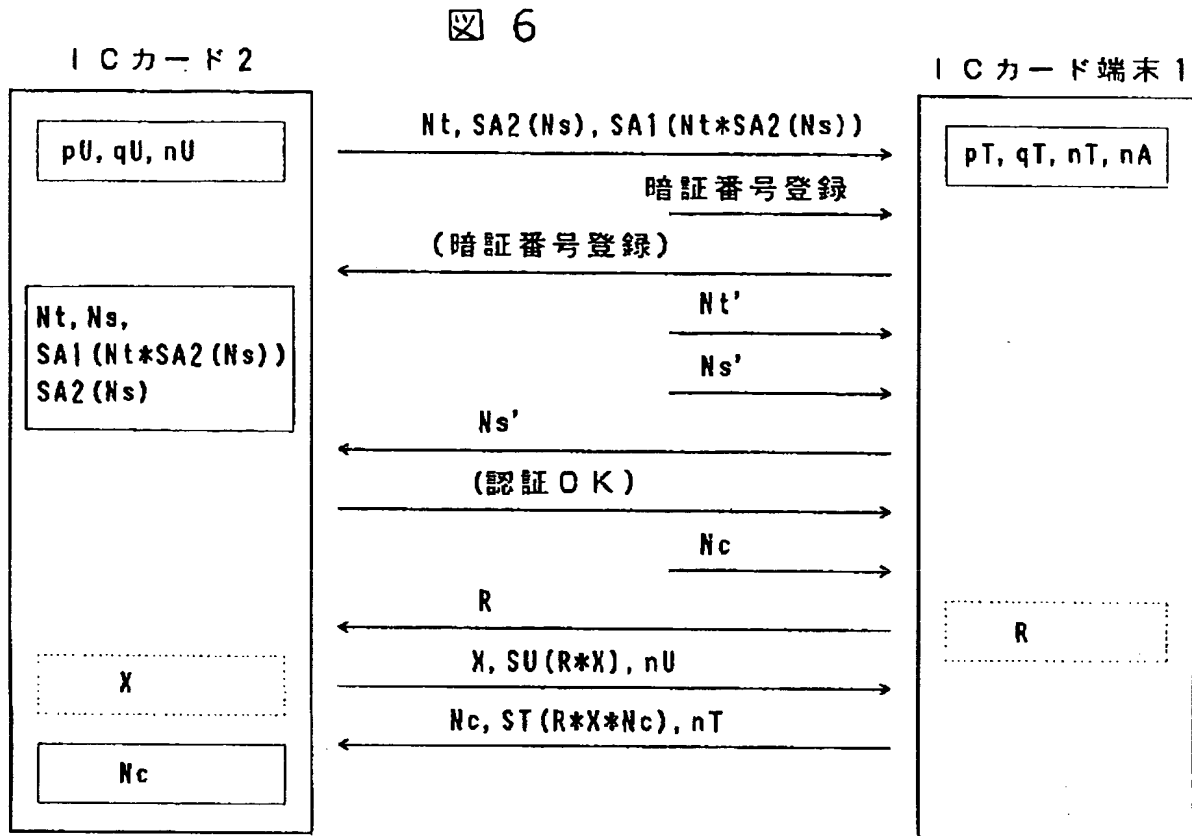 図 6
ICカード2
ICカード端末1
pU, qU, nU
Nt, SA2(Ns), SA1(Nt*SA2(Ns))
pT, qT, nT, nA
暗証番号登録
(暗証番号登録)
Nt, Ns,
SA1(Nt*SA2(Ns))
SA2(Ns)
Nt'
Ns'
Ns'
(認証OK)
Nc
R
R
X
X, SU(R*X), nU
Nc, ST(R*X*Nc), nT
Nc